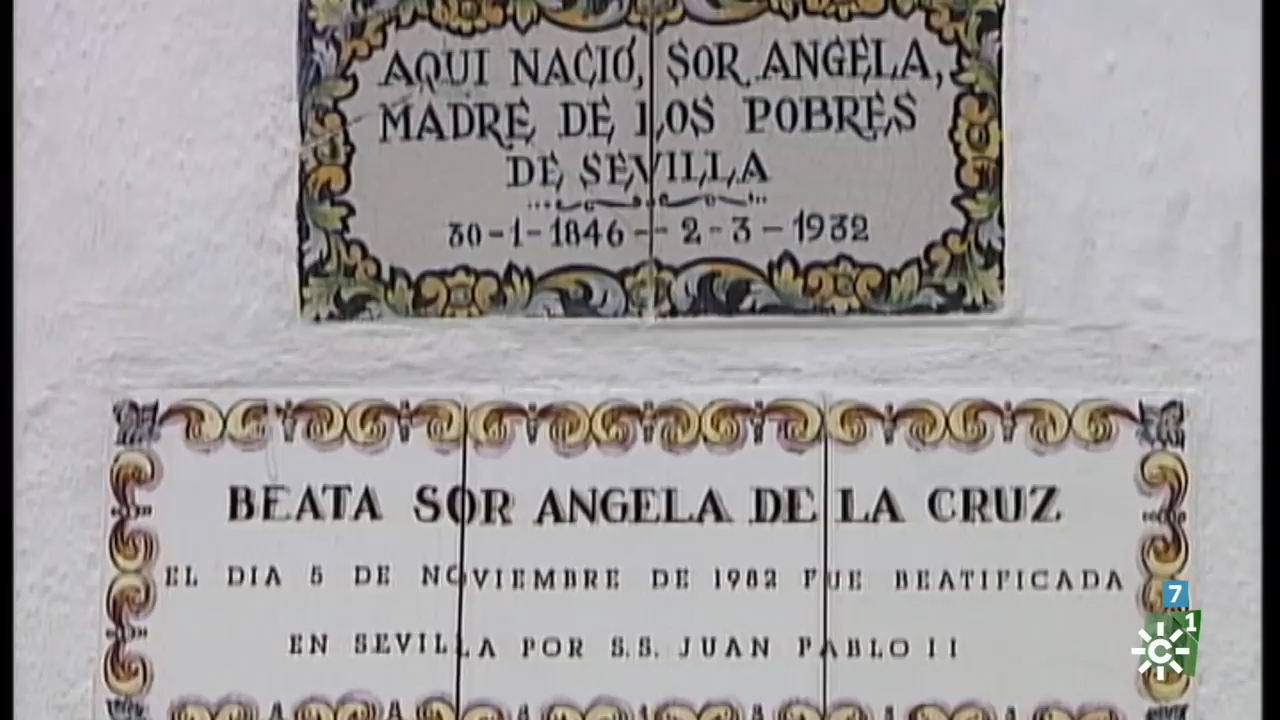 AQUI NACIÓ, SOR ANGELA,
MADRE DE LOS POBRES
DE SEVILLA
30-1-1846 -- 2-3-1932
BEATA SOR ANGELA DE LA CRUZ
EL DIA 5 DE NOVIEMBRE DE 1982 FUE BEATIFICADA
EN SEVILLA POR S.S. JUAN PABLO II
7
1